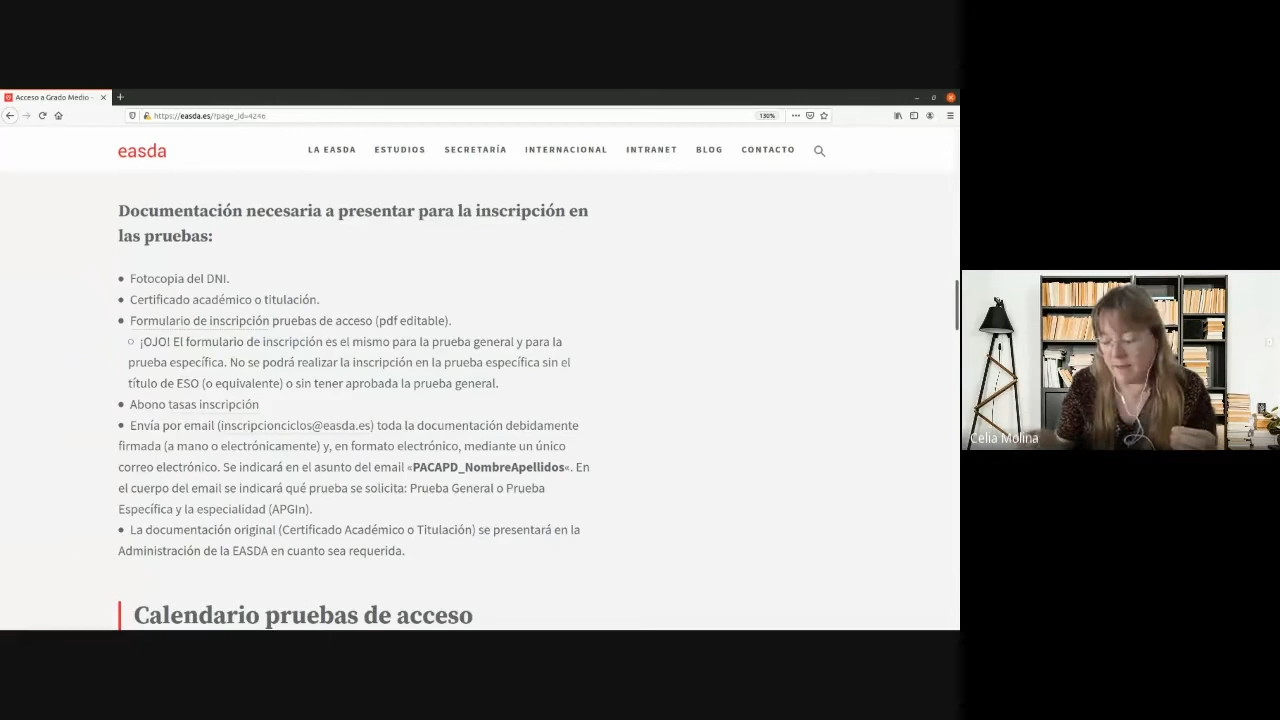 Acceso a Grado Medio -
https://easda.es/?page_id=4246
130%
easda
LA EASDA ESTUDIOS SECRETARÍA INTERNACIONAL INTRANET BLOG CONTACTO
Documentación necesaria a presentar para la inscripción en
las pruebas:
Fotocopia del DNI.
Certificado académico o titulación.
Formulario de inscripción pruebas de acceso (pdf editable).
¡OJO! El formulario de inscripción es el mismo para la prueba general y para la
prueba específica. No se podrá realizar la inscripción en la prueba específica sin el
título de ESO (o equivalente) o sin tener aprobada la prueba general.
Abono tasas inscripción
Envía por email (inscripcionciclos@easda.es) toda la documentación debidamente
firmada (a mano o electrónicamente) y, en formato electrónico, mediante un único
correo electrónico. Se indicará en el asunto del email «PACAPD_NombreApellidos«. En
el cuerpo del email se indicará qué prueba se solicita: Prueba General o Prueba
Específica y la especialidad (APGIn).
La documentación original (Certificado Académico o Titulación) se presentará en la
Administración de la EASDA en cuanto sea requerida.
Calendario pruebas de acceso
Celia Molina